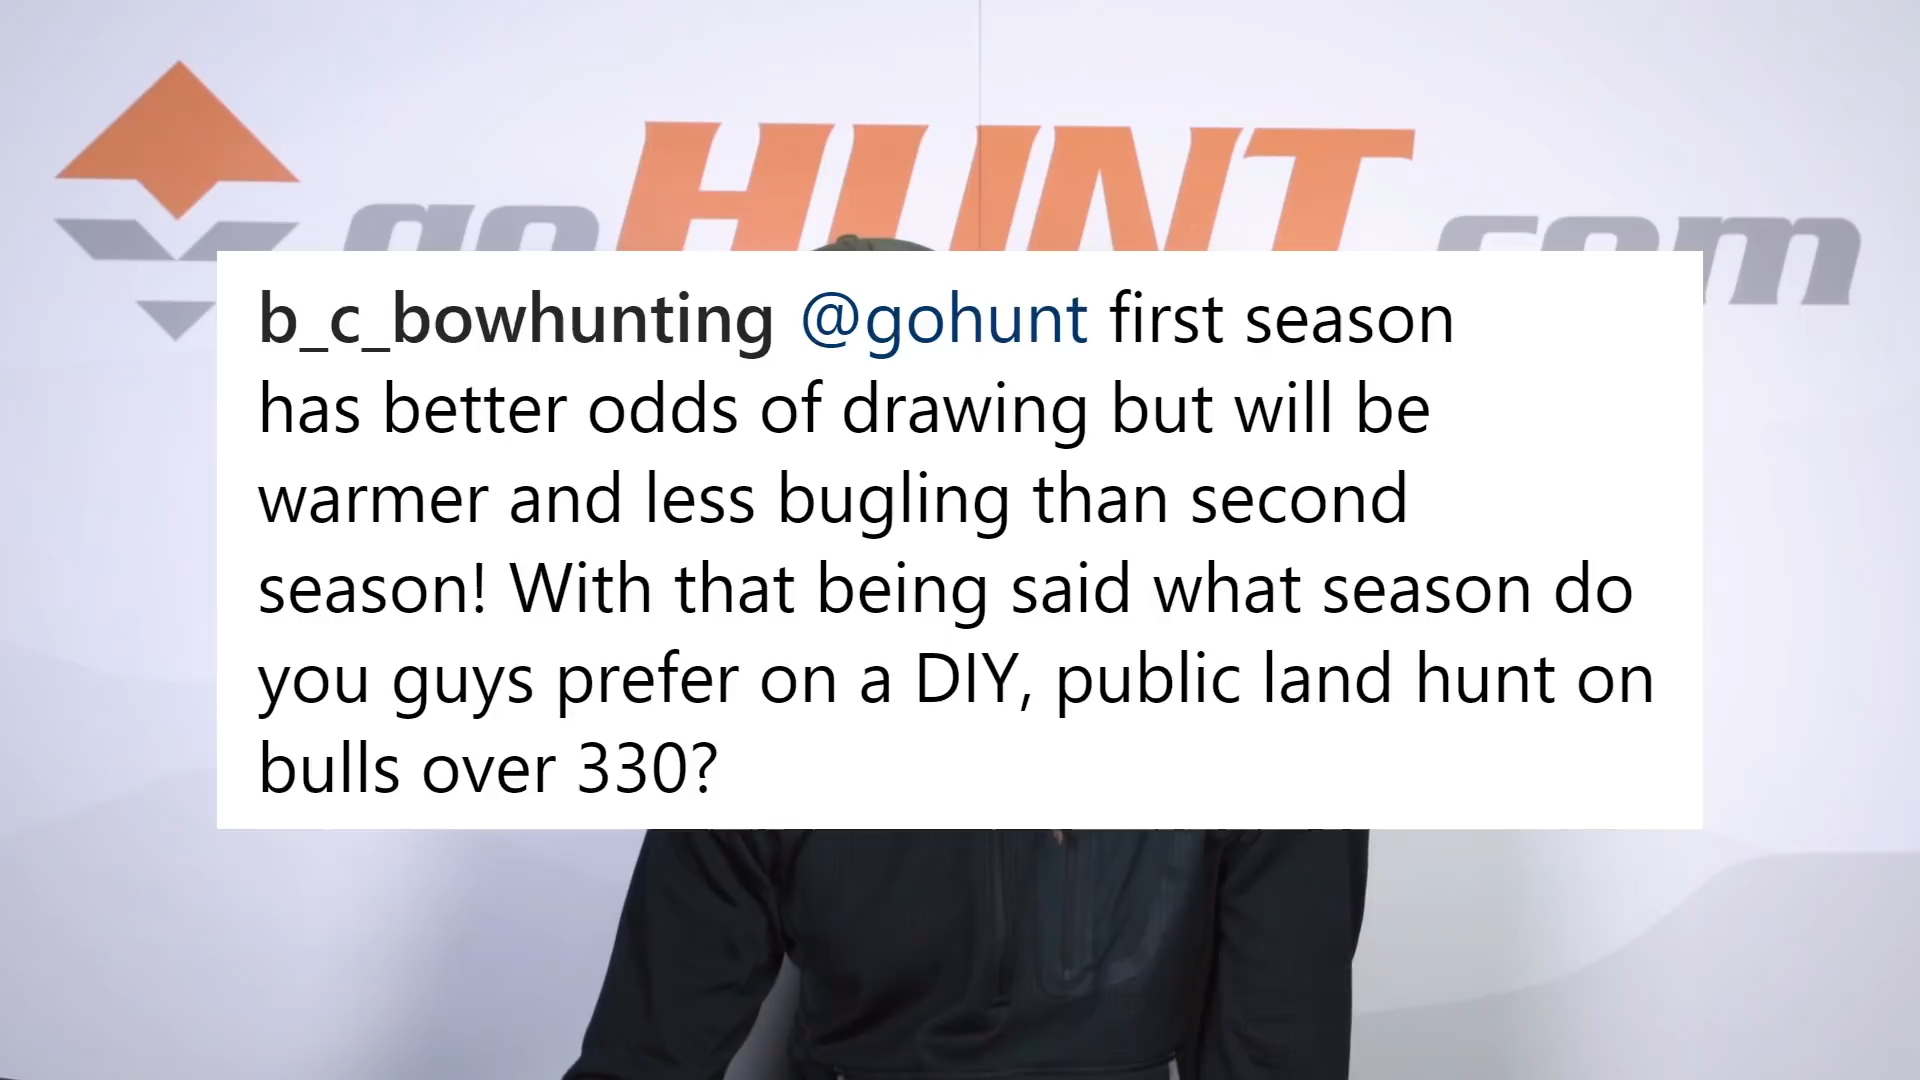 goHUNT.com
b_c_bowhunting @gohunt first season
has better odds of drawing but will be
warmer and less bugling than second
season! With that being said what season do
you guys prefer on a DIY, public land hunt on
bulls over 330?